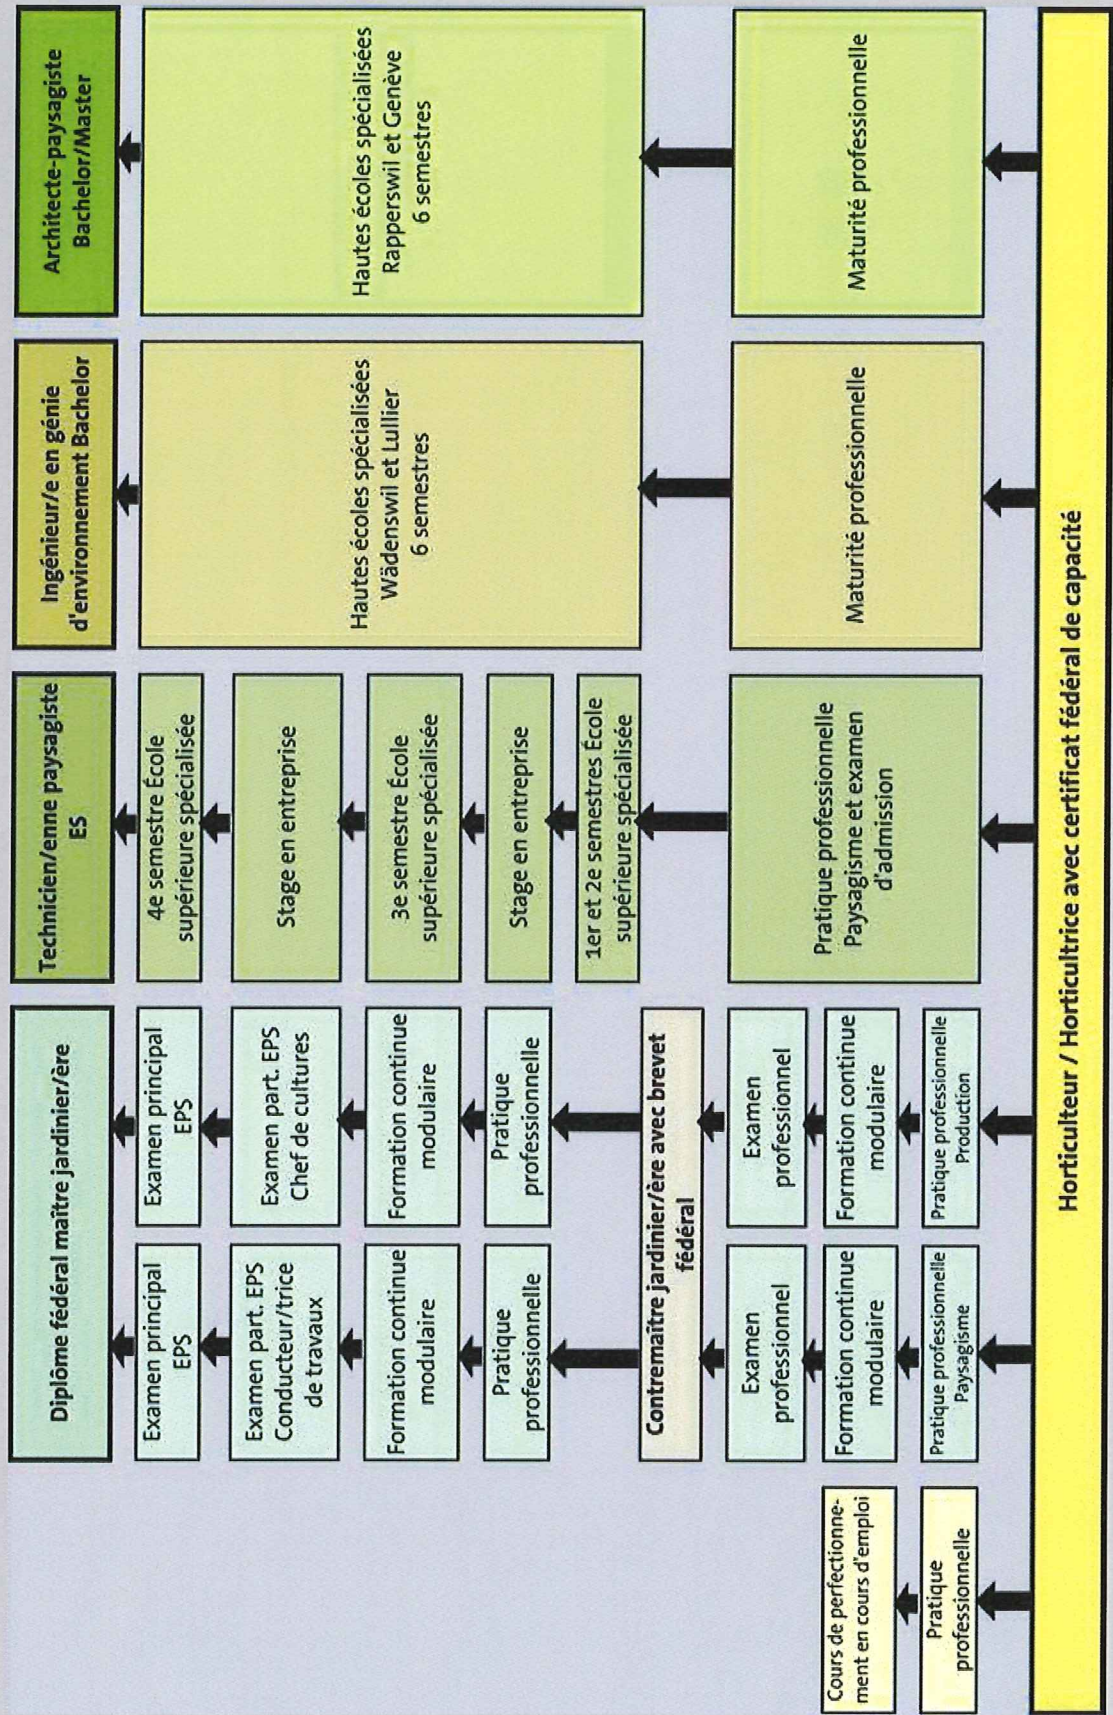 Diplôme fédéral maître jardinier/ère
Technicien/enne paysagiste
ES
Ingénieur/e en génie
d'environnement Bachelor
Architecte-paysagiste
Bachelor/Master
Examen principal
EPS
Examen principal
EPS
4e semestre École
supérieure spécialisée
Hautes écoles spécialisées
Wädenswil et Lullier
6 semestres
Hautes écoles spécialisées
Rapperswil et Genève
6 semestres
Examen part. EPS
Conducteur/trice
de travaux
Examen part. EPS
Chef de cultures
Stage en entreprise
Formation continue
modulaire
Formation continue
modulaire
3e semestre École
supérieure spécialisée
Pratique
professionnelle
Pratique
professionnelle
Stage en entreprise
1er et 2e semestres École
supérieure spécialisée
Contremaître jardinier/ère avec brevet
fédéral
Examen
professionnel
Examen
professionnel
Pratique professionnelle
Paysagisme et examen
d'admission
Maturité professionnelle
Maturité professionnelle
Cours de perfectionne-
ment en cours d'emploi
Formation continue
modulaire
Formation continue
modulaire
Pratique
professionnelle
Pratique professionnelle
Paysagisme
Pratique professionnelle
Production
Horticulteur / Horticultrice avec certificat fédéral de capacité